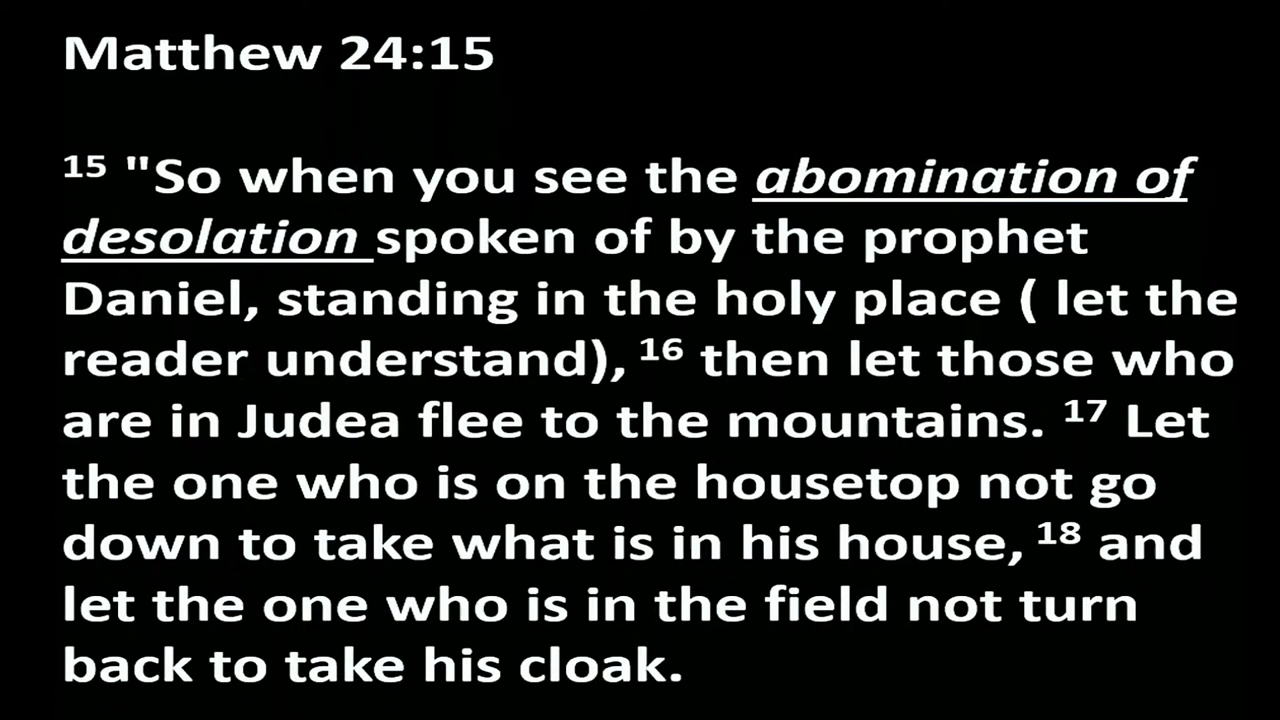 Matthew 24:15
15 "So when you see the abomination of
desolation spoken of by the prophet
Daniel, standing in the holy place ( let the
reader understand), 16 then let those who
are in Judea flee to the mountains. 17 Let
the one who is on the housetop not go
down to take what is in his house, 18 and
let the one who is in the field not turn
back to take his cloak.